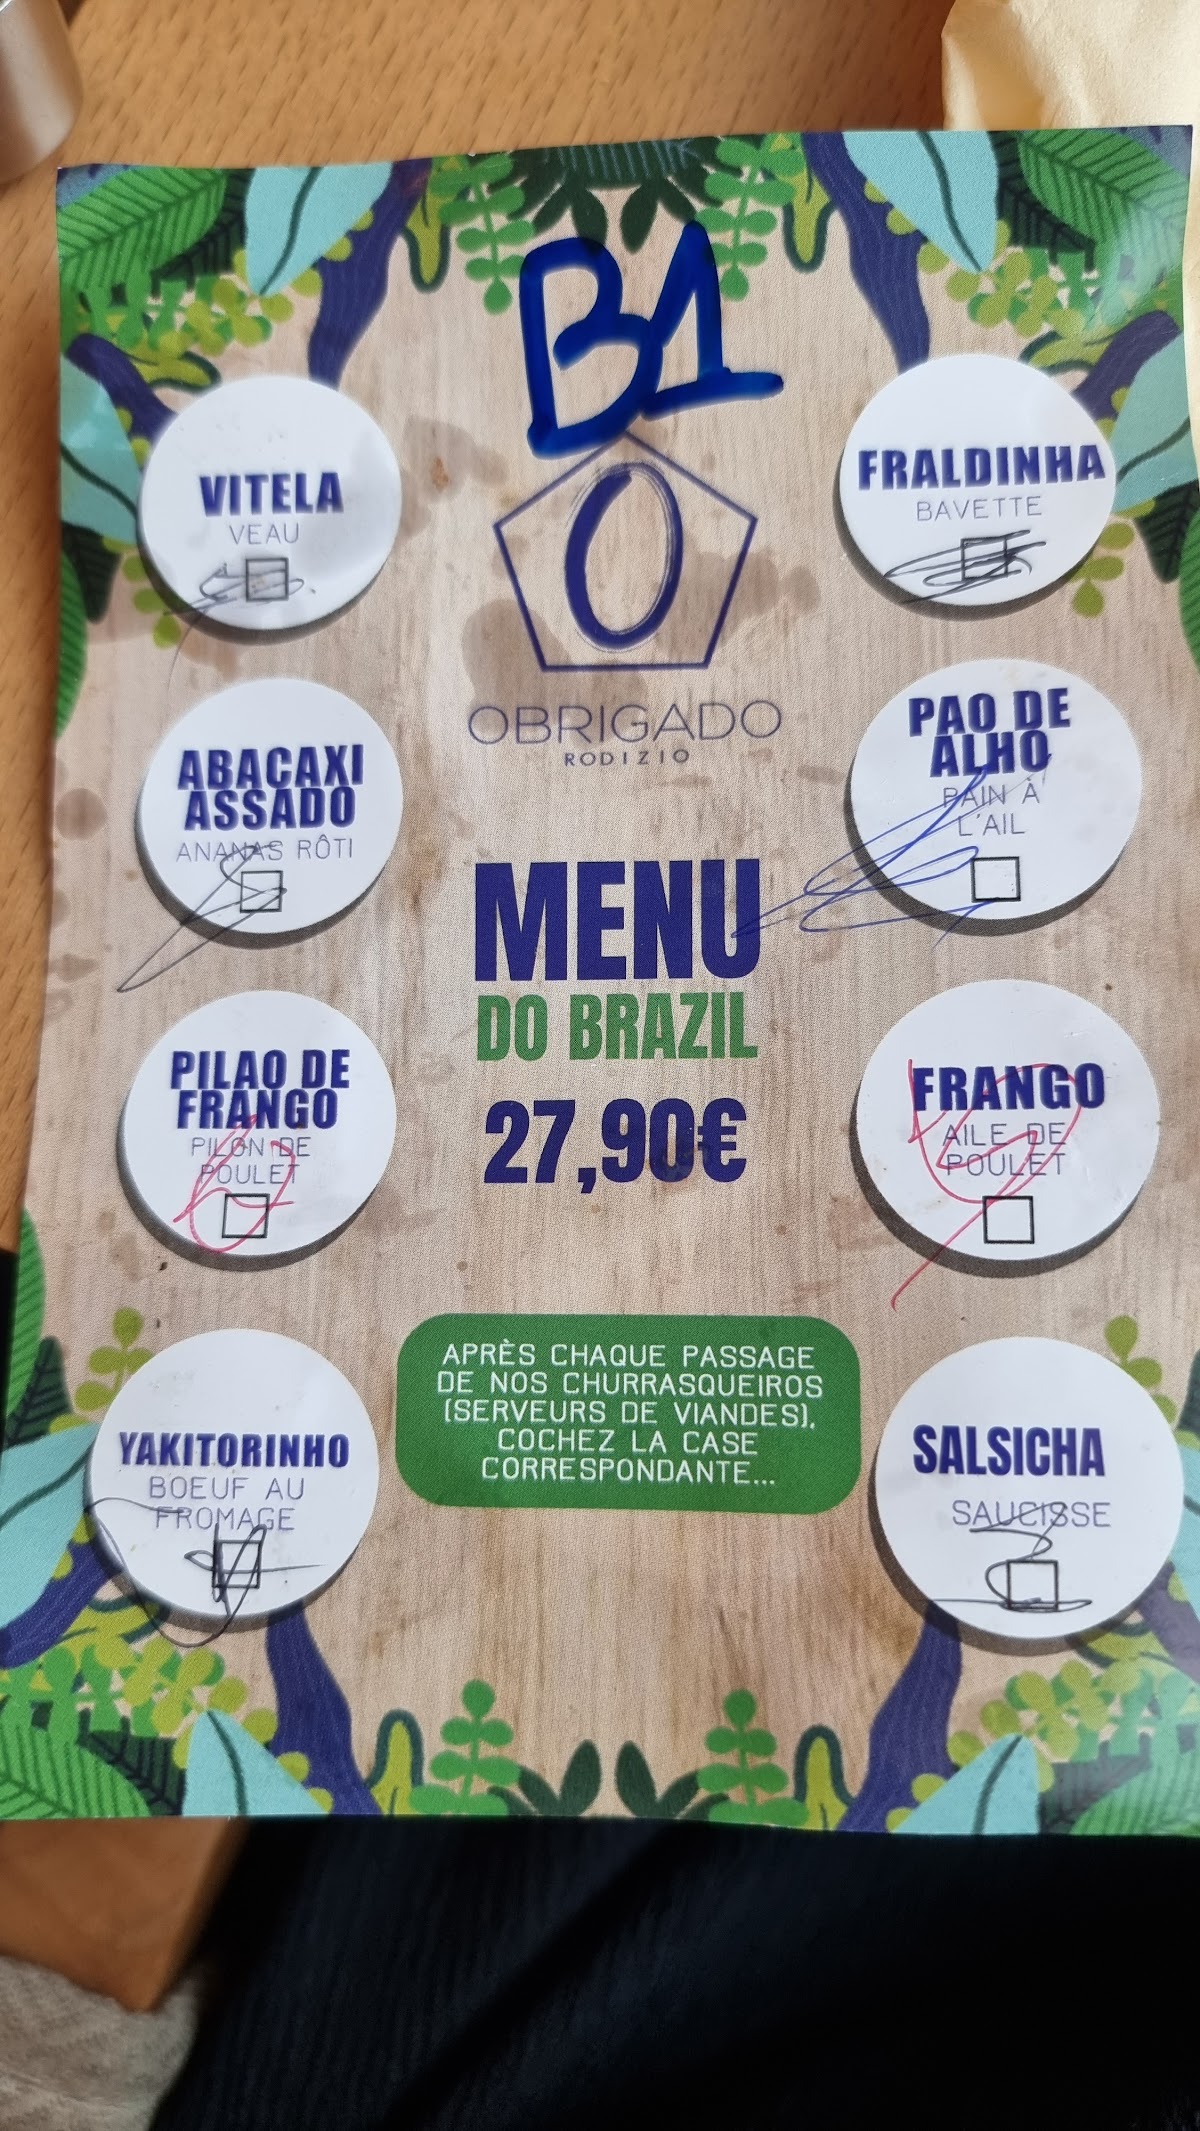 B1
VITELA
VEAU
FRALDINHA
BAVETTE
O
OBRIGADO
RODIZIO
ABACAXI
ASSADO
ANANAS RÔTI
PAO DE
ALHO
PAIN À
L'AIL
MENU
DO BRAZIL
27,90€
PILAO DE
FRANGO
PILON DE
POULET
FRANGO
AILE DE
POULET
YAKITORINHO
BOEUF AU
FROMAGE
APRÈS CHAQUE PASSAGE
DE NOS CHURRASQUEIROS
(SERVEURS DE VIANDES),
COCHEZ LA CASE
CORRESPONDANTE...
SALSICHA
SAUCISSE